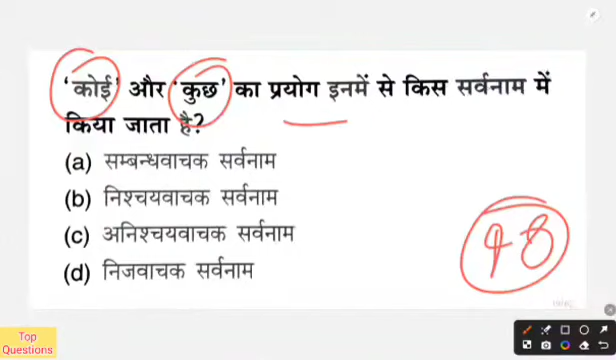 'कोई' और 'कुछ' का प्रयोग इनमें से किस सर्वनाम में
किया जाता है?
(a) सम्बन्धवाचक सर्वनाम
(b) निश्चयवाचक सर्वनाम
(c) अनिश्चयवाचक सर्वनाम
(d) निजवाचक सर्वनाम
Top
Questions